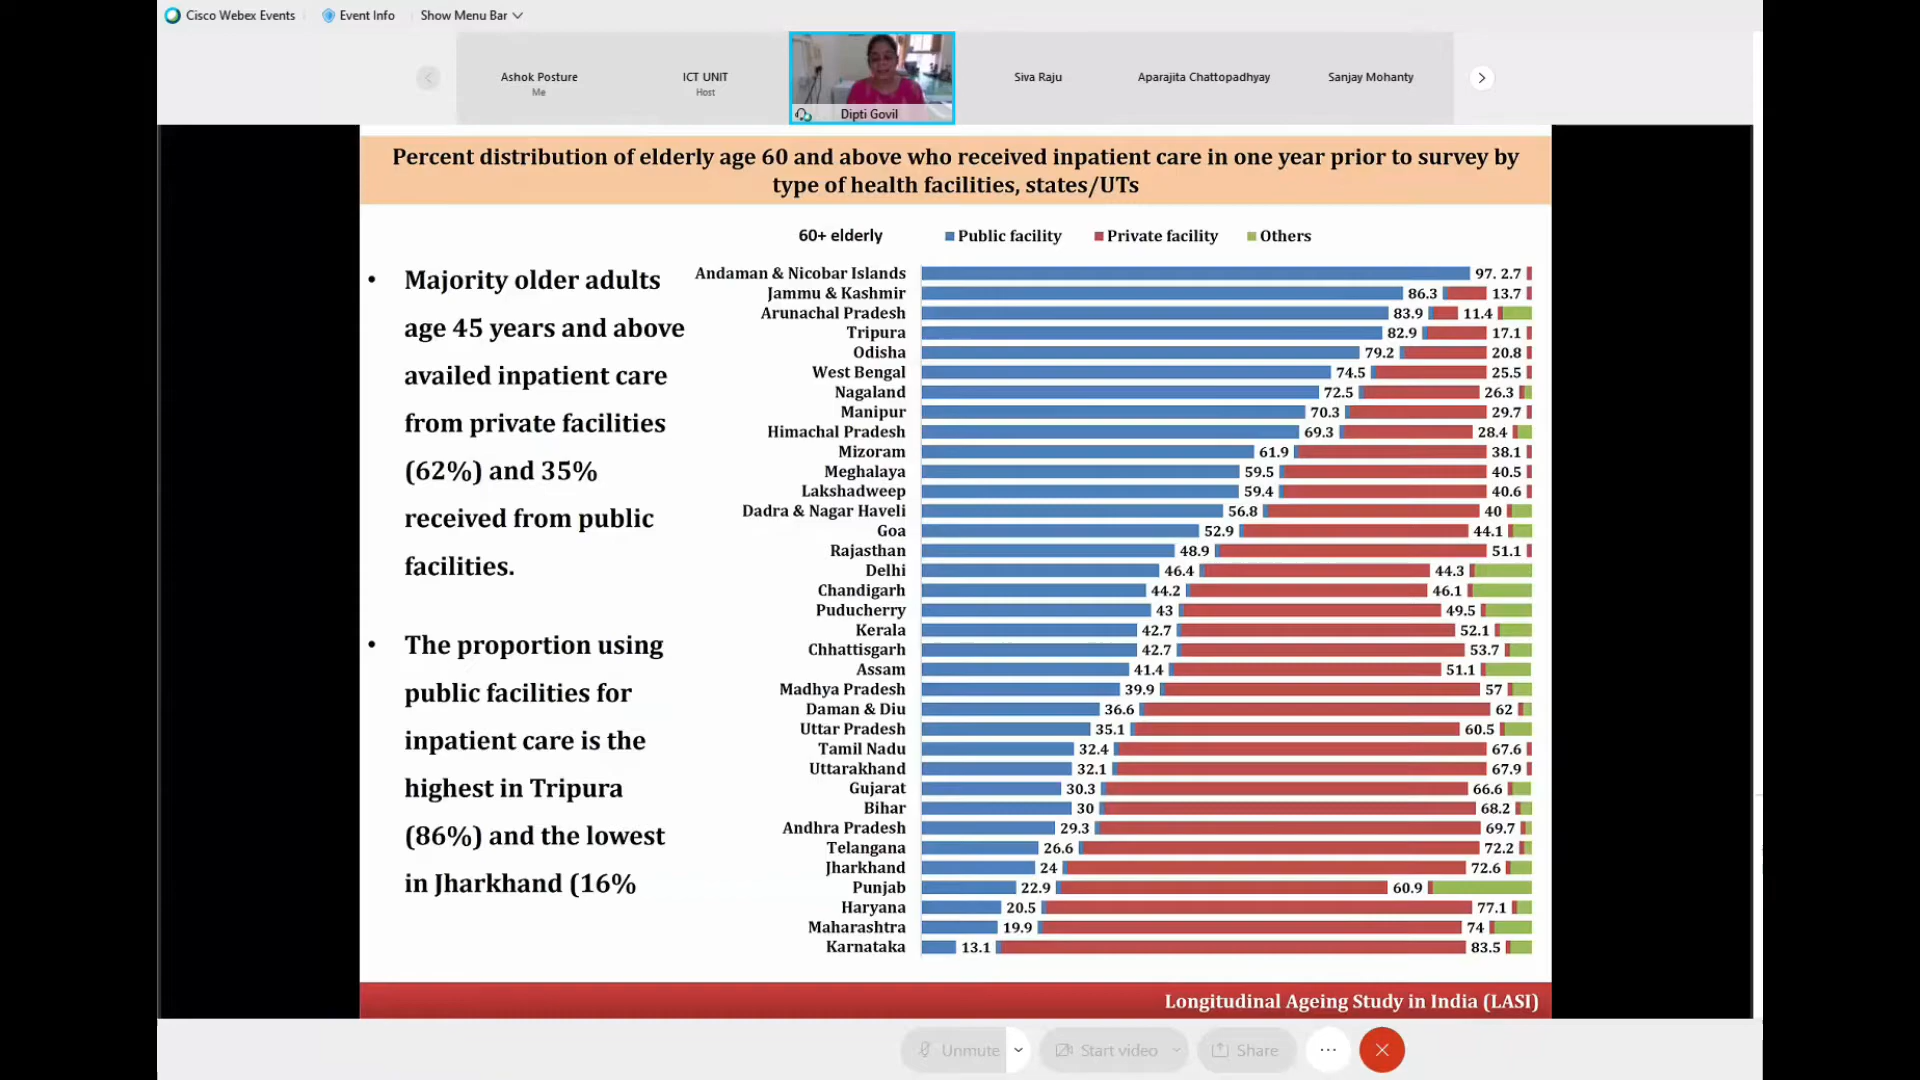 Cisco Webex Events Event Info Show Menu Bar
Ashok Posture
Me
ICT UNIT
Host
Dipti Govil
Siva Raju
Aparajita Chattopadhyay
Sanjay Mohanty
Percent distribution of elderly age 60 and above who received inpatient care in one year prior to survey by
type of health facilities, states/UTs
• Majority older adults
age 45 years and above
availed inpatient care
from private facilities
(62%) and 35%
received from public
facilities.
• The proportion using
public facilities for
inpatient care is the
highest in Tripura
(86%) and the lowest
in Jharkhand (16%
60+ elderly Public facility Private facility Others
Andaman & Nicobar Islands 97. 2.7
Jammu & Kashmir 86.3 13.7
Arunachal Pradesh 83.9 11.4
Tripura 82.9 17.1
Odisha 79.2 20.8
West Bengal 74.5 25.5
Nagaland 72.5 26.3
Manipur 70.3 29.7
Himachal Pradesh 69.3 28.4
Mizoram 61.9 38.1
Meghalaya 59.5 40.5
Lakshadweep 59.4 40.6
Dadra & Nagar Haveli 56.8 40
Goa 52.9 44.1
Rajasthan 48.9 51.1
Delhi 46.4 44.3
Chandigarh 44.2 46.1
Puducherry 43 49.5
Kerala 42.7 52.1
Chhattisgarh 42.7 53.7
Assam 41.4 51.1
Madhya Pradesh 39.9 57
Daman & Diu 36.6 62
Uttar Pradesh 35.1 60.5
Tamil Nadu 32.4 67.6
Uttarakhand 32.1 67.9
Gujarat 30.3 66.6
Bihar 30 68.2
Andhra Pradesh 29.3 69.7
Telangana 26.6 72.2
Jharkhand 24 72.6
Punjab 22.9 60.9
Haryana 20.5 77.1
Maharashtra 19.9 74
Karnataka 13.1 83.5
Longitudinal Ageing Study in India (LASI)
Unmute Start video Share